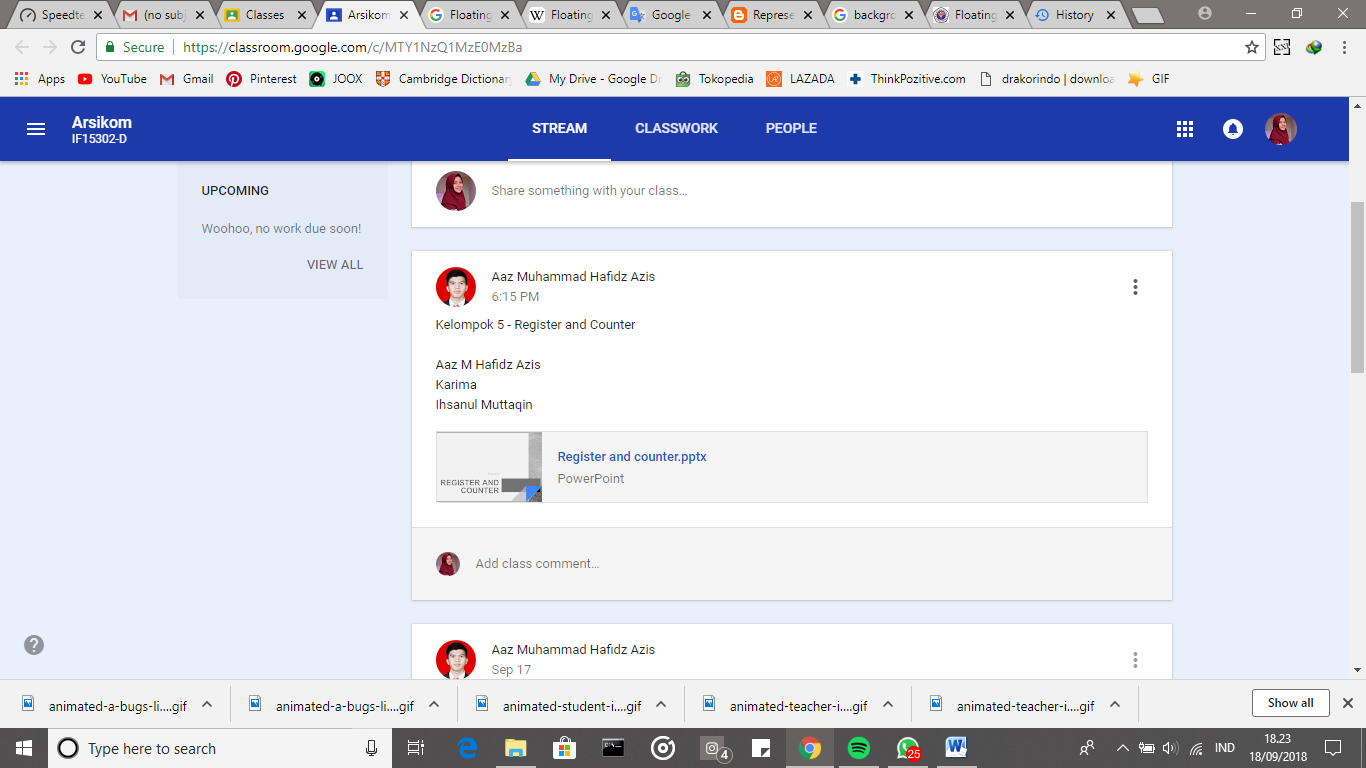 Speedte
(no subj
Classes
Arsikom
Floating
Floating
Google
Represe
backgro
Floating
History
Secure
https://classroom.google.com/c/MTY1NzQ1MzE0MzBa
Apps
YouTube
Gmail
Pinterest
JOOX
Cambridge Dictionar
My Drive - Google Dr
Tokopedia
LAZADA
ThinkPozitive.com
drakorindo | downloa
GIF
Arsikom
IF15302-D
STREAM
CLASSWORK
PEOPLE
UPCOMING
Woohoo, no work due soon!
VIEW ALL
Share something with your class...
Aaz Muhammad Hafidz Azis
6:15 PM
Kelompok 5 - Register and Counter
Aaz M Hafidz Azis
Karima
Ihsanul Muttaqin
REGISTER AND
COUNTER
Register and counter.pptx
PowerPoint
Add class comment...
Aaz Muhammad Hafidz Azis
Sep 17
animated-a-bugs-li....gif
animated-a-bugs-li....gif
animated-student-i....gif
animated-teacher-i....gif
animated-teacher-i....gif
Show all
Type here to search
4
25
IND
18.23
18/09/2018